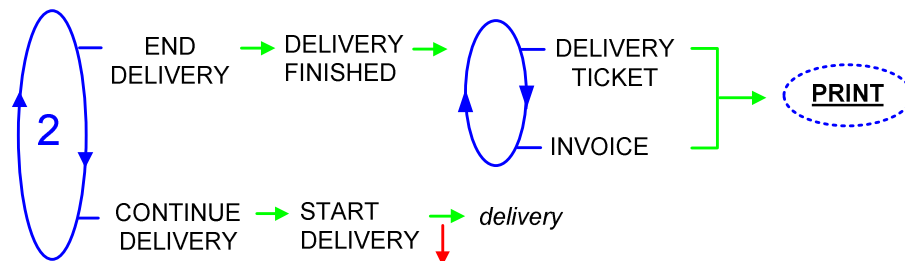 2
END
DELIVERY
DELIVERY
FINISHED
DELIVERY
TICKET
INVOICE
PRINT
CONTINUE
DELIVERY
START
DELIVERY
delivery